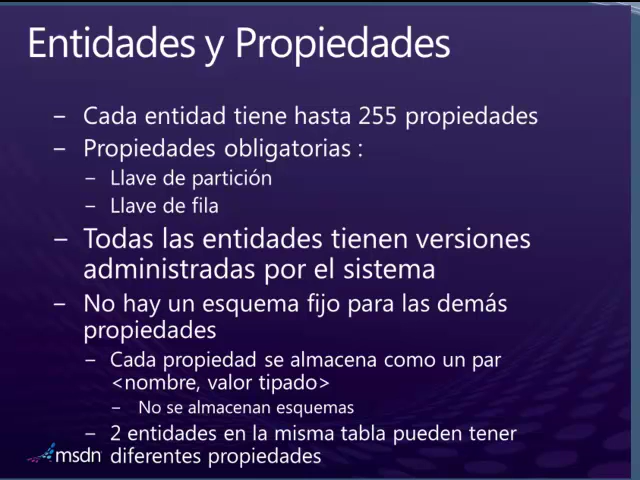 Entidades y Propiedades
– Cada entidad tiene hasta 255 propiedades
– Propiedades obligatorias :
– Llave de partición
– Llave de fila
– Todas las entidades tienen versiones
administradas por el sistema
– No hay un esquema fijo para las demás
propiedades
– Cada propiedad se almacena como un par
<nombre, valor tipado>
– No se almacenan esquemas
– 2 entidades en la misma tabla pueden tener
diferentes propiedades
msdn